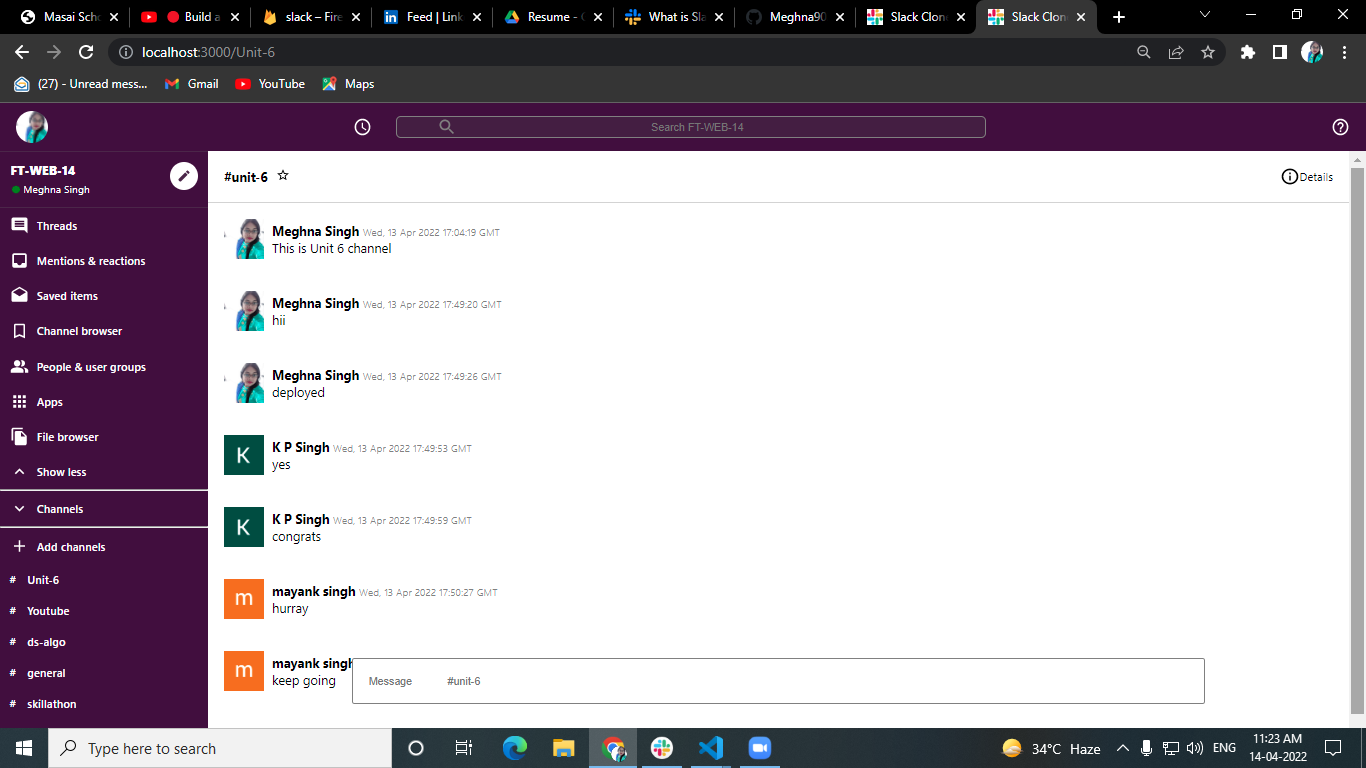 Masai Scho
Build a
slack – Fire
Feed | Link
Resume - G
What is Sla
Meghna90
Slack Clone
Slack Clone
localhost:3000/Unit-6
(27) - Unread mess...
Gmail
YouTube
Maps
Search FT-WEB-14
FT-WEB-14
Meghna Singh
Threads
Mentions & reactions
Saved items
Channel browser
People & user groups
Apps
File browser
Show less
Channels
Add channels
# Unit-6
# Youtube
# ds-algo
# general
# skillathon
#unit-6
Details
Meghna Singh Wed, 13 Apr 2022 17:04:19 GMT
This is Unit 6 channel
Meghna Singh Wed, 13 Apr 2022 17:49:20 GMT
hii
Meghna Singh Wed, 13 Apr 2022 17:49:26 GMT
deployed
K
K P Singh Wed, 13 Apr 2022 17:49:53 GMT
yes
K
K P Singh Wed, 13 Apr 2022 17:49:59 GMT
congrats
m
mayank singh Wed, 13 Apr 2022 17:50:27 GMT
hurray
m
mayank singh
keep going
Message #unit-6
Type here to search
34°C Haze
ENG
11:23 AM
14-04-2022